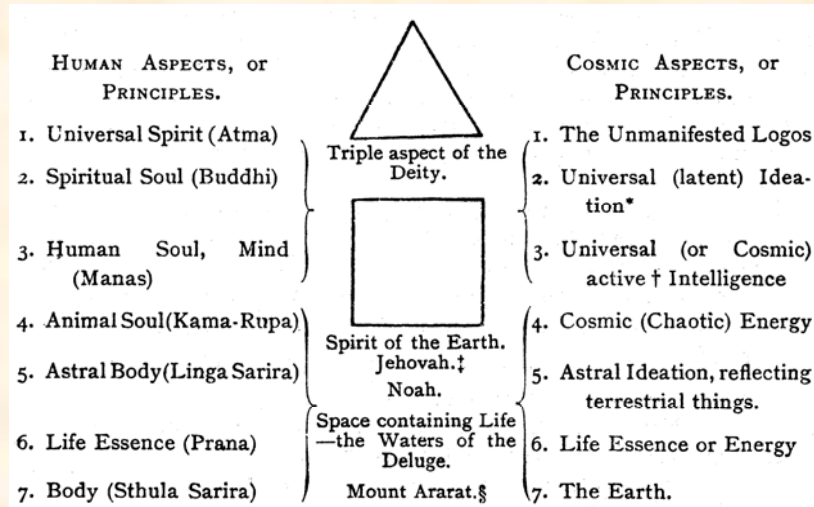 HUMAN ASPECTS, OR
PRINCIPLES.
1. Universal Spirit (Atma)
2. Spiritual Soul (Buddhi)
3. Human Soul, Mind
(Manas)
4. Animal Soul(Kama-Rupa)
5. Astral Body(Linga Sarira)
6. Life Essence (Prana)
7. Body (Sthula Sarira)
Triple aspect of the
Deity.
Spirit of the Earth.
Jehovah.‡
Noah.
Space containing Life
—the Waters of the
Deluge.
Mount Ararat.§
COSMIC ASPECTS, OR
PRINCIPLES.
1. The Unmanifested Logos
2. Universal (latent) Idea-
tion*
3. Universal (or Cosmic)
active † Intelligence
4. Cosmic (Chaotic) Energy
5. Astral Ideation, reflecting
terrestrial things.
6. Life Essence or Energy
7. The Earth.